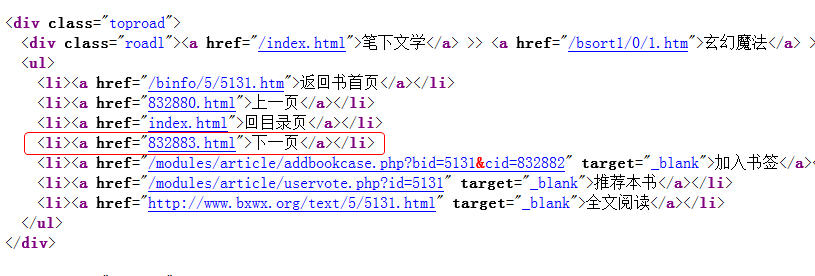 <div class="toproad">
<div class="roadl"><a href="/index.html">笔下文学</a> >> <a href="/bsort1/0/1.htm">玄幻魔法</a> >
<ul>
<li><a href="/binfo/5/5131.htm">返回书首页</a></li>
<li><a href="832880.html">上一页</a></li>
<li><a href="index.html">回目录页</a></li>
<li><a href="832883.html">下一页</a></li>
<li><a href="/modules/article/addbookcase.php?bid=5131&cid=832882" target="_blank">加入书签</a>
<li><a href="/modules/article/uservote.php?id=5131" target="_blank">推荐本书</a></li>
<li><a href="http://www.bxwx.org/text/5/5131.html" target="_blank">全文阅读</a></li>
</ul>
</div>